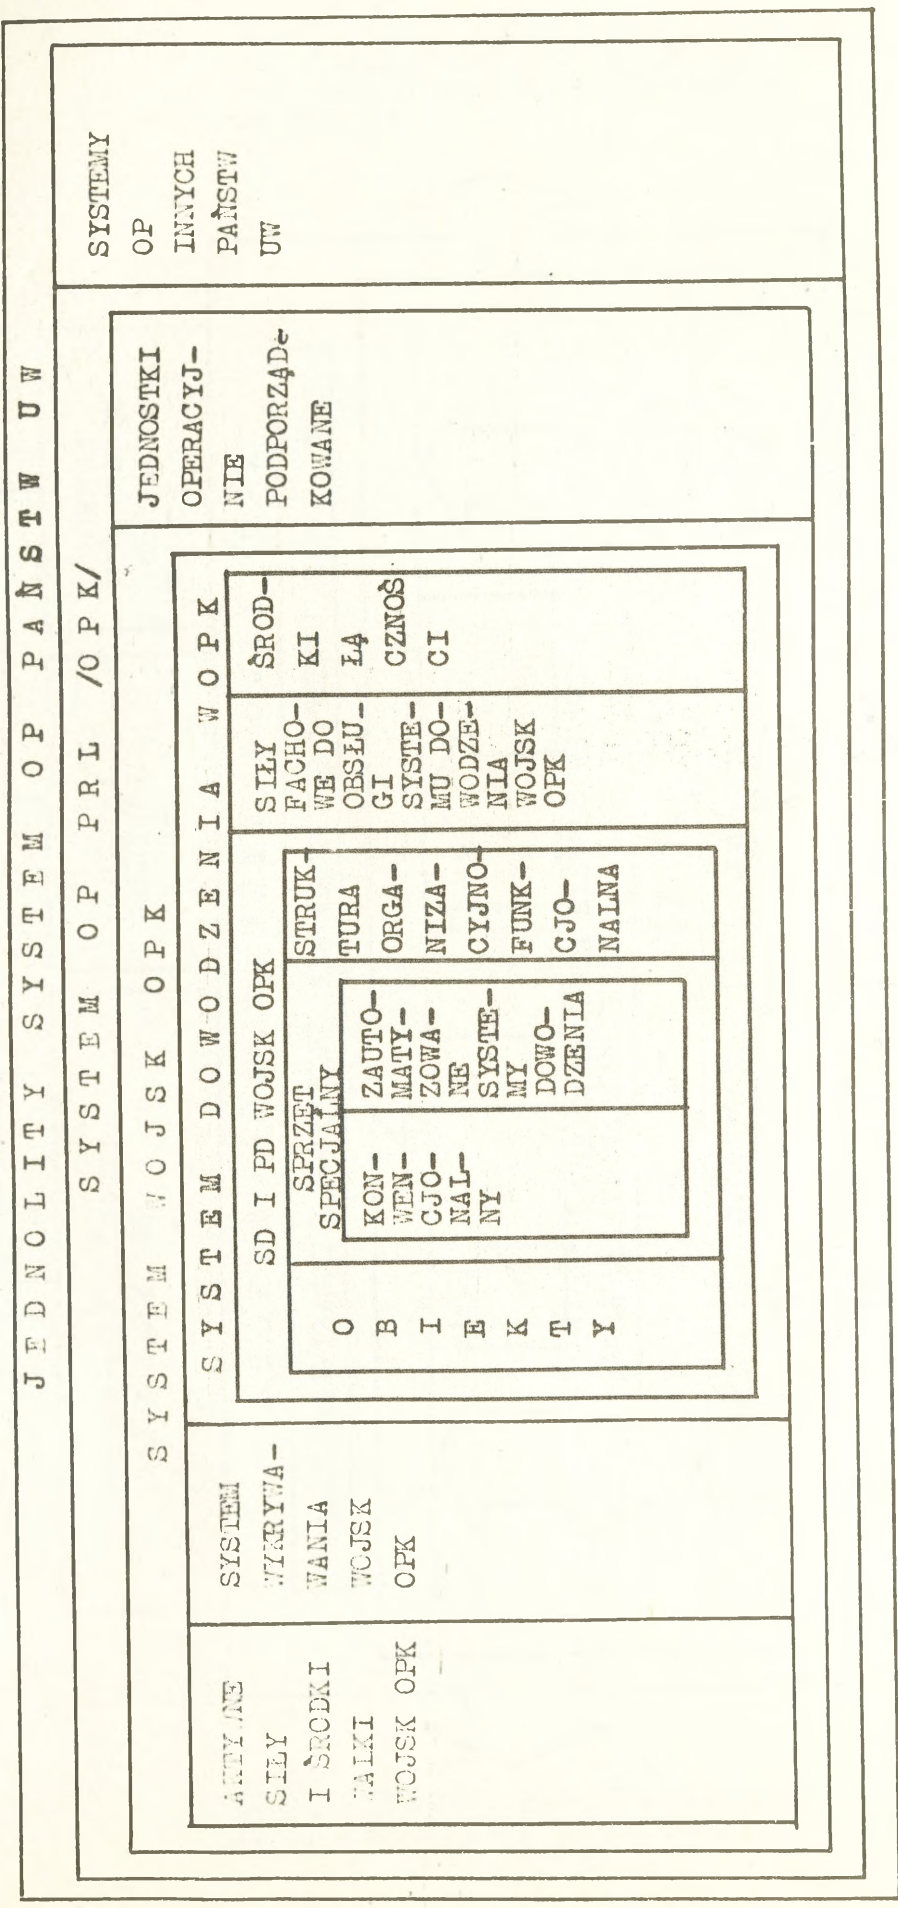 JEDNOLITY SYSTEM OP PAŃSTW UW
SYSTEM OP PRL /OPK/
SYSTEM WOJSK OPK
SYSTEM DOWODZENIA WOPK
AKTYWNE
SIŁY
I ŚRODKI
WALKI
WOJSK OPK
SYSTEM
WYKRYWA-
WANIA
WOJSK
OPK
SD I PD WOJSK OPK
OBIEKTY
SPRZĘT
SPECJALNY
KON-
WEN-
CJO-
NAL-
NY
ZAUTO-
MATY-
ZOWA-
NE
SYSTE-
MY
DOWO-
DZENIA
STRUK-
TURA
ORGA-
NIZA-
CYJNO-
FUNK-
CJO-
NALNA
SIŁY
FACHO-
WE DO
OBSŁU-
GI
SYSTE-
MU DO-
WODZE-
NIA
WOJSK
OPK
ŚROD-
KI
ŁĄ
CZNOŚ
CI
JEDNOSTKI
OPERACYJ-
NIE
PODPORZĄD-
KOWANE
SYSTEMY
OP
INNYCH
PAŃSTW
UW